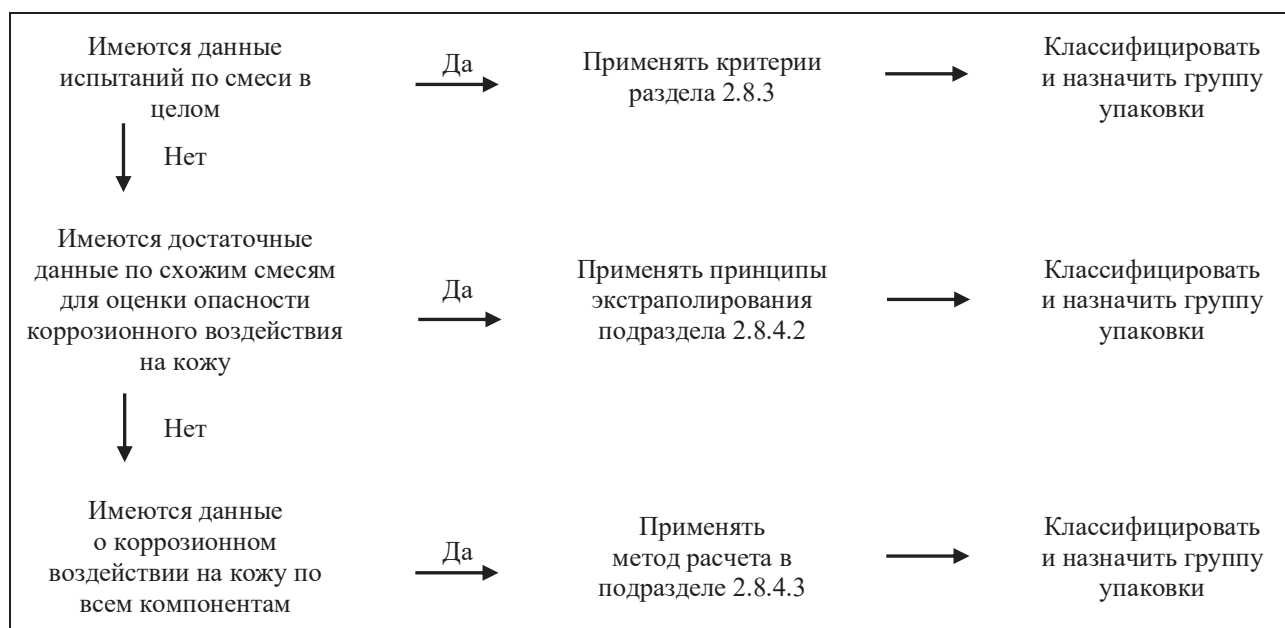 Имеются данные
испытаний по смеси в
целом
Да
Применять критерии
раздела 2.8.3
Классифицировать
и назначить группу
упаковки
Нет
Имеются достаточные
данные по схожим смесям
для оценки опасности
коррозионного воздействия
на кожу
Да
Применять принципы
экстраполирования
подраздела 2.8.4.2
Классифицировать
и назначить группу
упаковки
Нет
Имеются данные
о коррозионном
воздействии на кожу по
всем компонентам
Да
Применять
метод расчета в
подразделе 2.8.4.3
Классифицировать
и назначить группу
упаковки